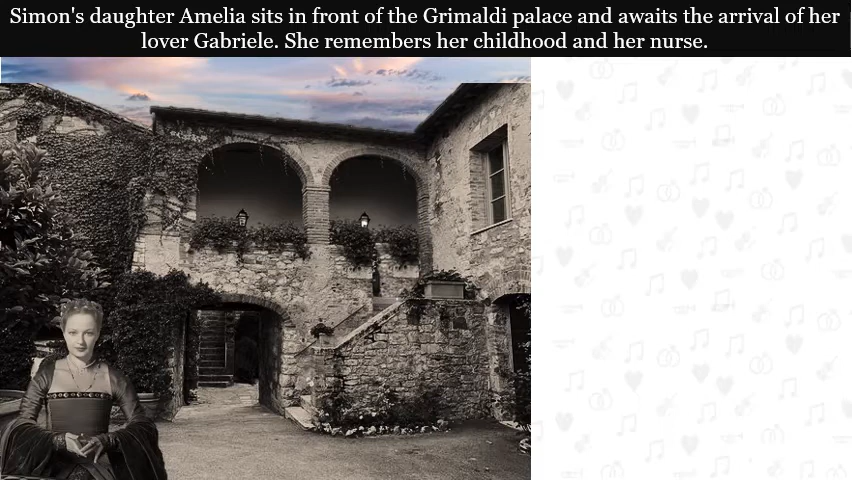 Simon's daughter Amelia sits in front of the Grimaldi palace and awaits the arrival of her
lover Gabriele. She remembers her childhood and her nurse.